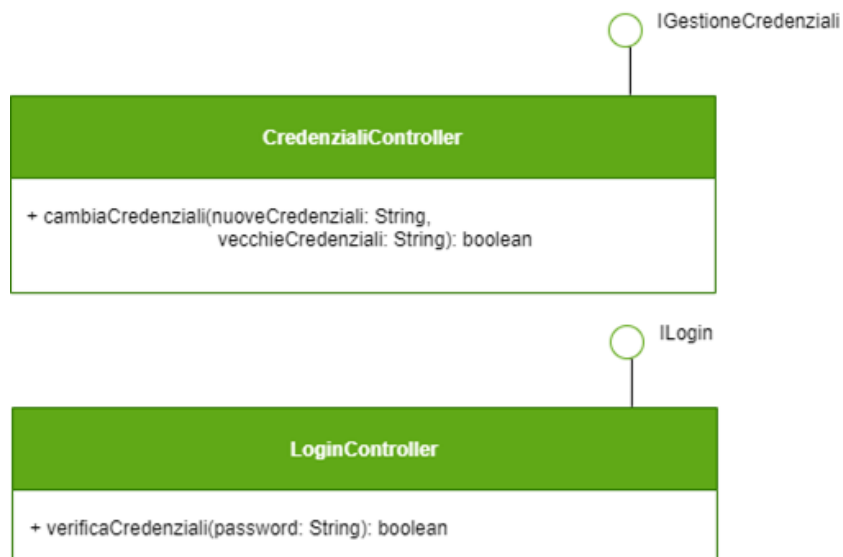 IGestioneCredenziali
CredenzialiController
+ cambiaCredenziali(nuoveCredenziali: String,
vecchieCredenziali: String): boolean
ILogin
LoginController
+ verificaCredenziali(password: String): boolean